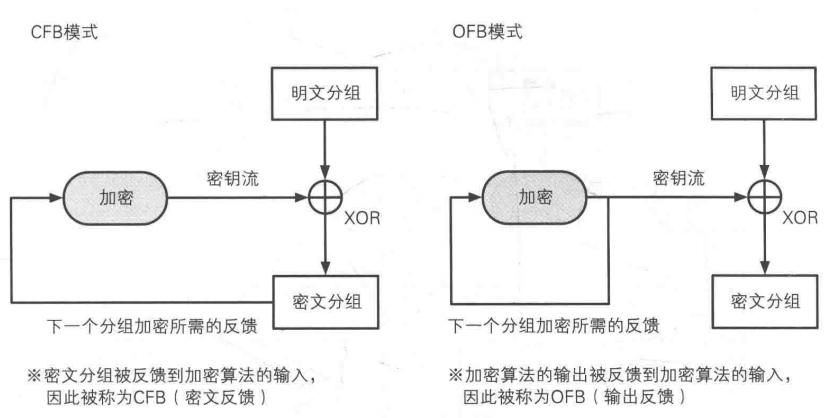 CFB模式
明文分组
加密
密钥流
XOR
密文分组
下一个分组加密所需的反馈
※密文分组被反馈到加密算法的输入，
因此被称为CFB（密文反馈）
OFB模式
明文分组
加密
密钥流
XOR
密文分组
下一个分组加密所需的反馈
※加密算法的输出被反馈到加密算法的输入，
因此被称为OFB（输出反馈）